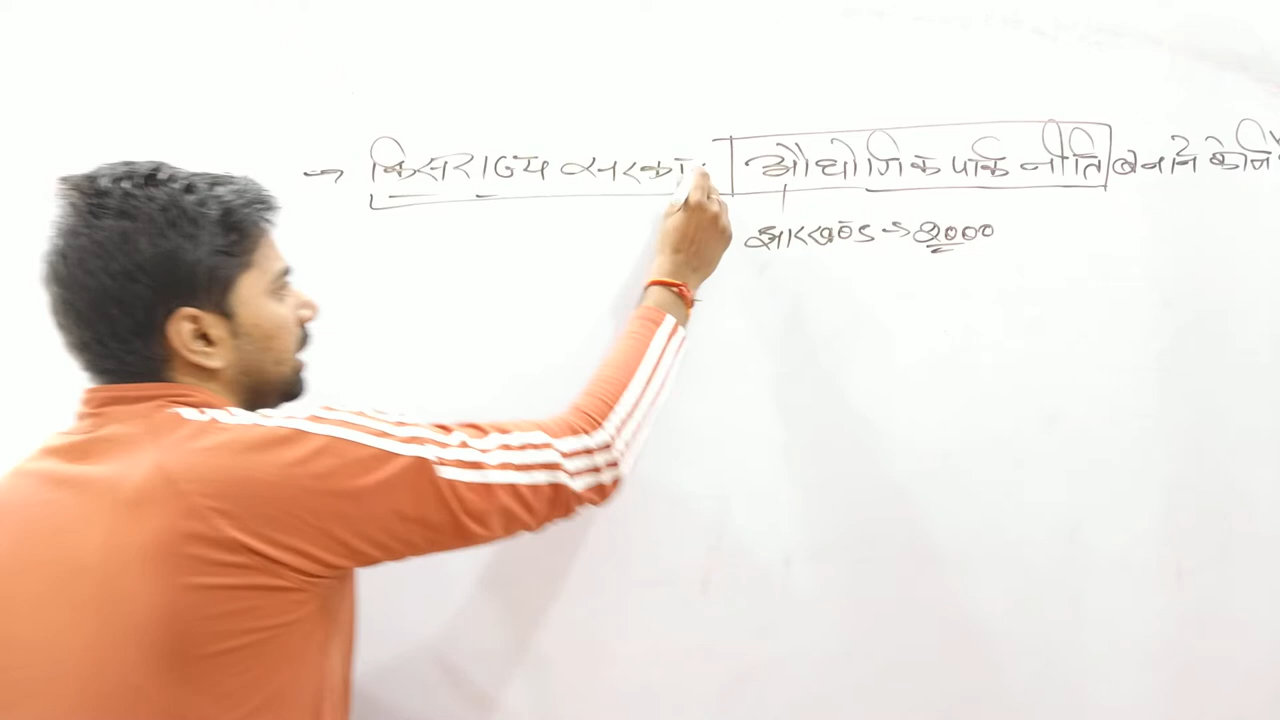 → किस राज्य सरकार औद्योगिक पार्क नीति बनाने के
झारखण्ड → 2000